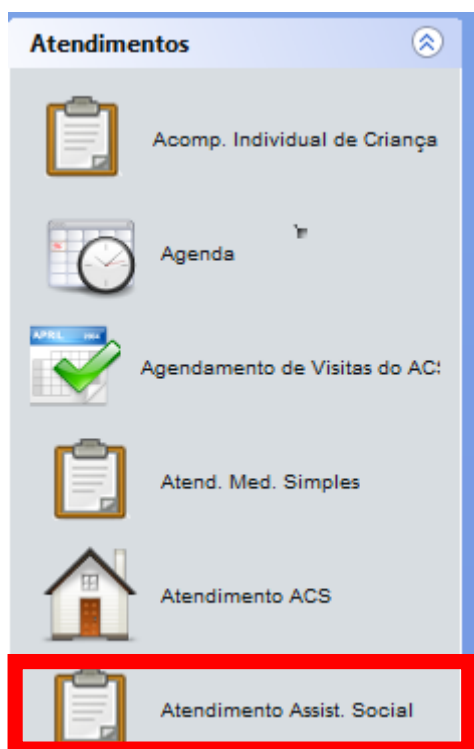 Atendimentos
Acomp. Individual de Criança
Agenda
APRIL
Agendamento de Visitas do AC
Atend. Med. Simples
Atendimento ACS
Atendimento Assist. Social